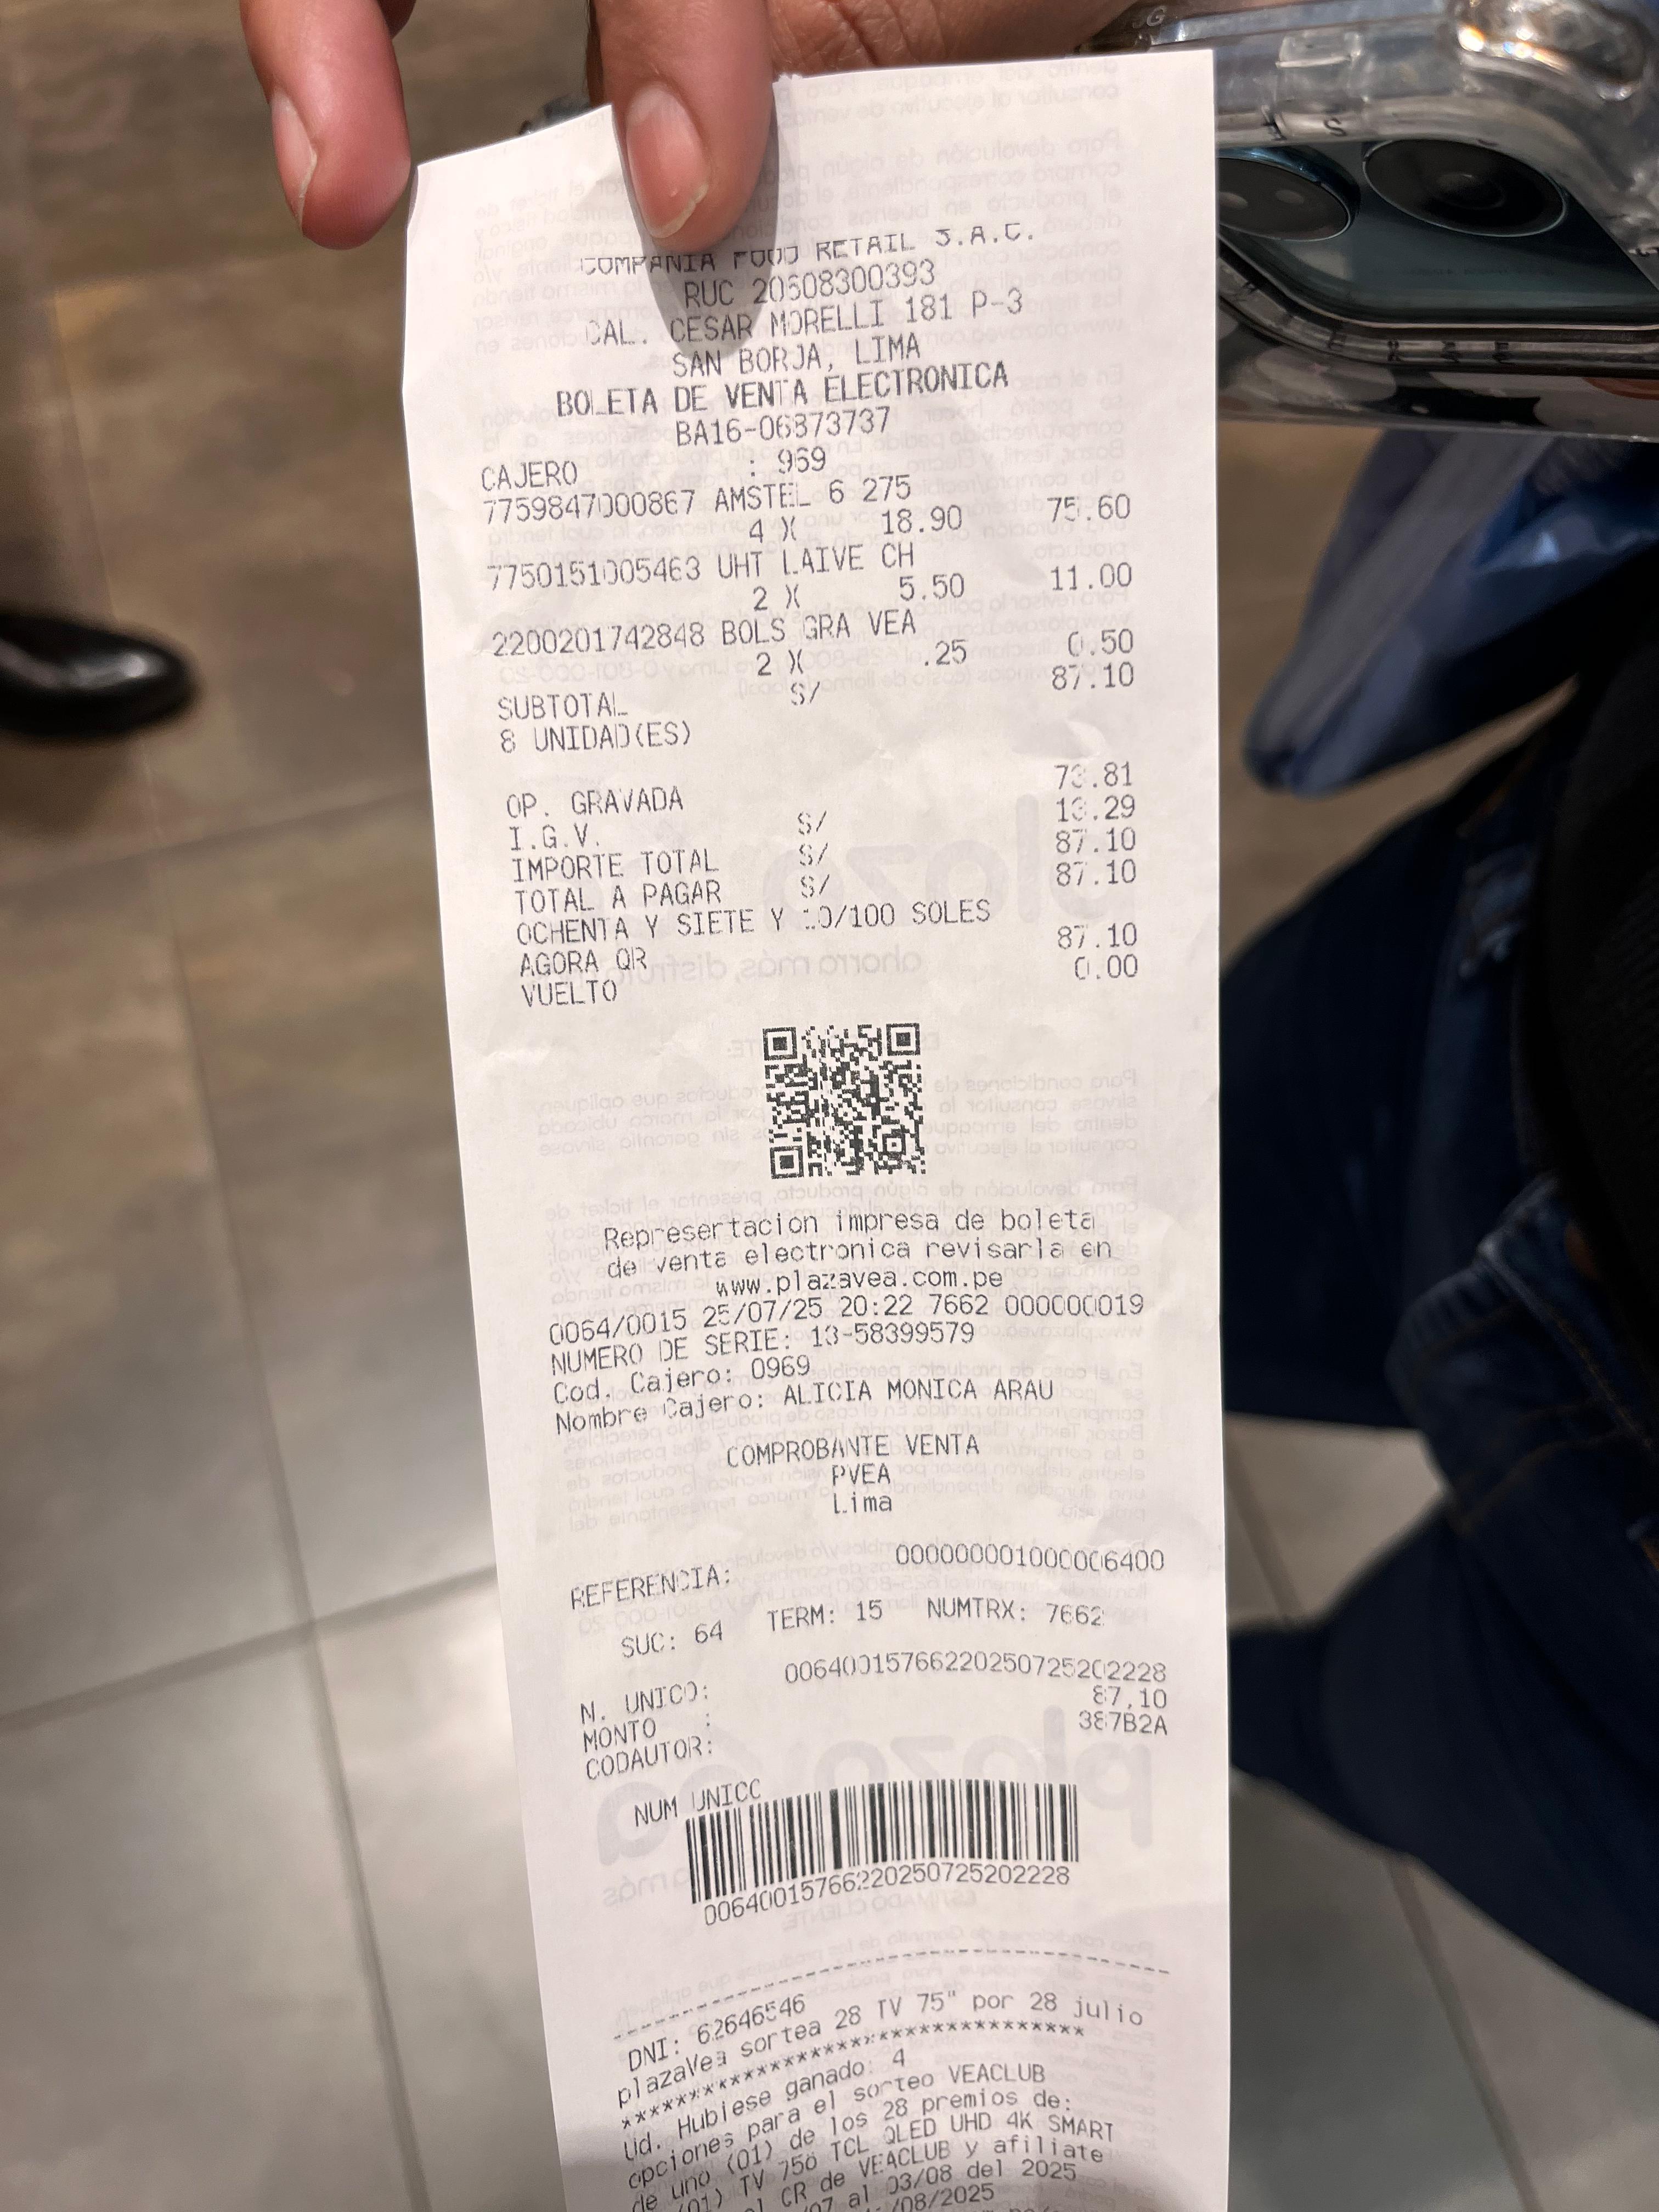 COMPANIA FOOD RETAIL S.A.C.
RUC 20608300393
CAL. CESAR MORELLI 181 P-3
SAN BORJA, LIMA
BOLETA DE VENTA ELECTRONICA
BA16-06873737
CAJERO : 969
7759847000867 AMSTEL 6 275
4 X 18.90 75.60
7750151005463 UHT LAIVE CH
2 X 5.50 11.00
2200201742848 BOLS GRA VEA
2 X .25 0.50
SUBTOTAL S/ 87.10
8 UNIDAD(ES)
OP. GRAVADA 73.81
I.G.V. S/ 13.29
IMPORTE TOTAL S/ 87.10
TOTAL A PAGAR S/ 87.10
OCHENTA Y SIETE Y 10/100 SOLES
AGORA QR 87.10
VUELTO 0.00
Representacion impresa de boleta
de venta electronica revisarla en
www.plazavea.com.pe
0064/0015 25/07/25 20:22 7662 000000019
NUMERO DE SERIE: 13-58399579
Cod. Cajero: 0969
Nombre Cajero: ALICIA MONICA ARAU
COMPROBANTE VENTA
PVEA
Lima
REFERENCIA: 000000001000006400
SUC: 64 TERM: 15 NUMTRX: 7662
N. UNICO: 00640015766220250725202228
MONTO : 87,10
CODAUTOR: 387B2A
NUM UNICO
00640015766220250725202228
DNI: 62646546
plazaVea sortea 28 TV 75" por 28 julio
********************************
Ud. Hubiese ganado: 4
opciones para el sorteo VEACLUB
de uno (01) de los 28 premios de:
(01) TV 75ö TCL QLED UHD 4K SMART
CR de VEACLUB y afiliate
al 03/08 del 2025
/08/2025